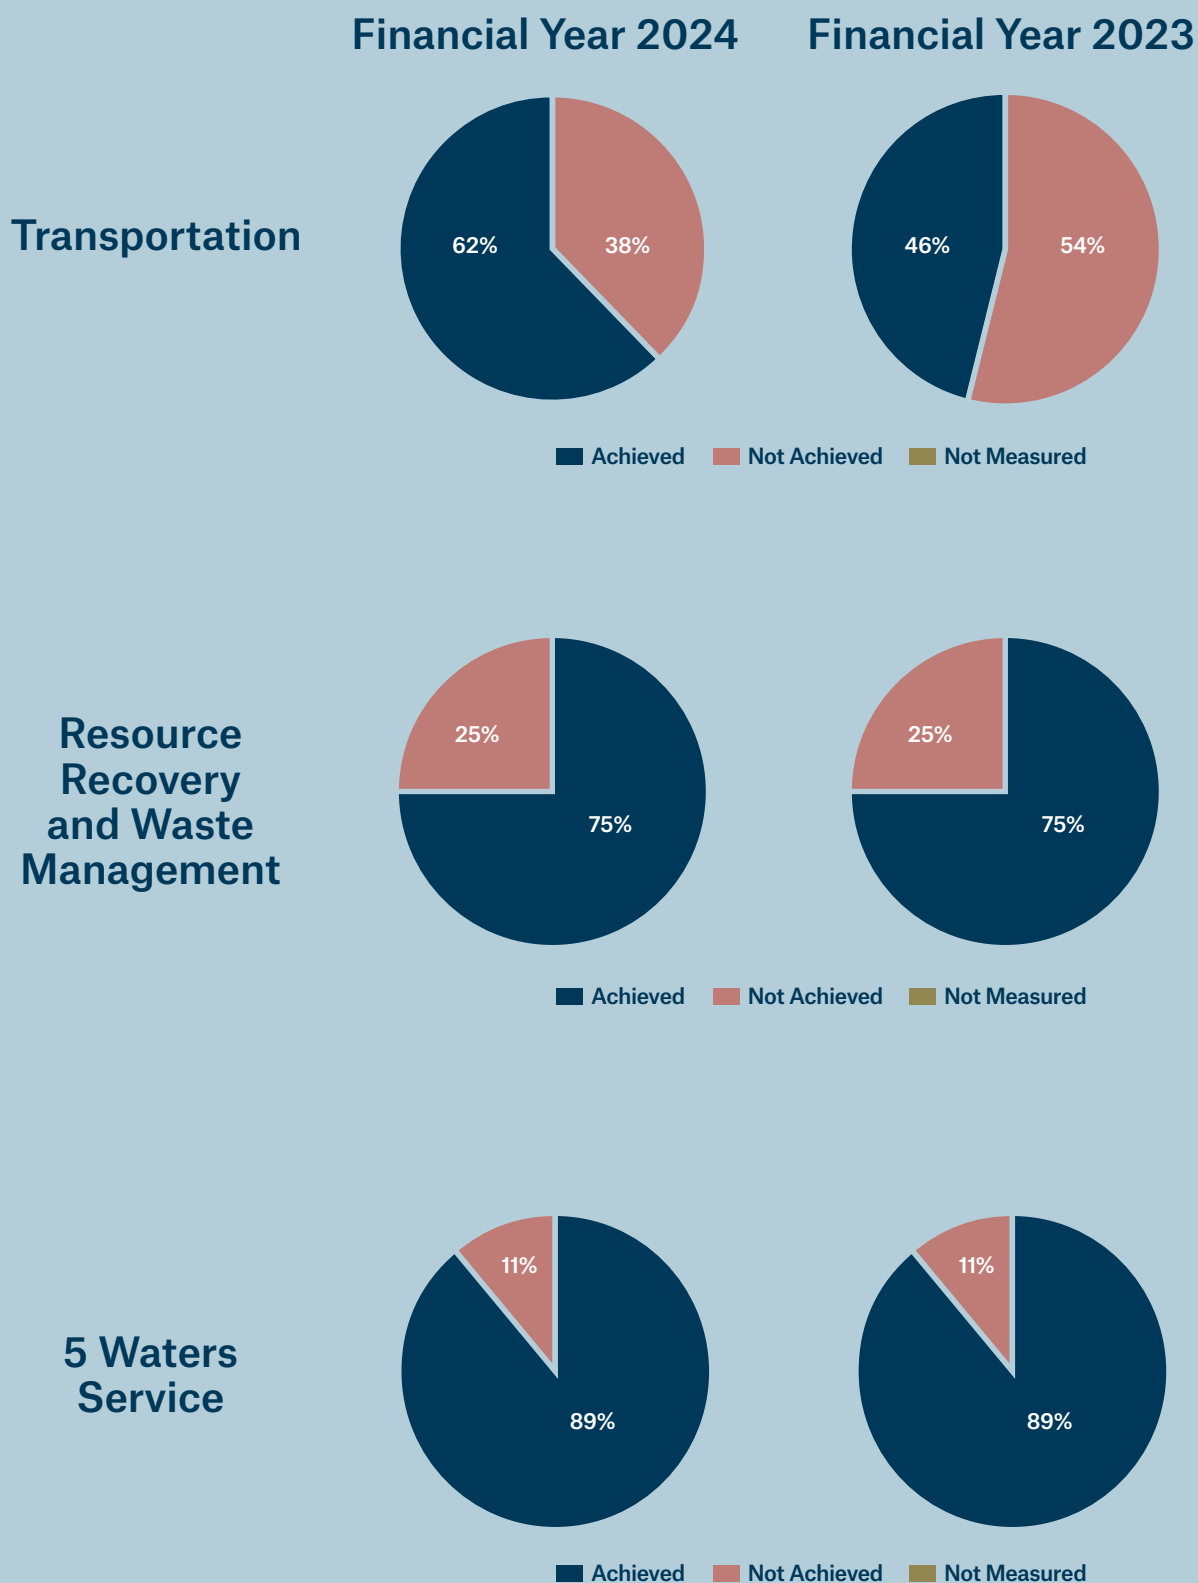 Financial Year 2024
Financial Year 2023
Transportation
62%
38%
46%
54%
Achieved
Not Achieved
Not Measured
Resource
Recovery
and Waste
Management
25%
75%
25%
75%
Achieved
Not Achieved
Not Measured
5 Waters
Service
11%
89%
11%
89%
Achieved
Not Achieved
Not Measured